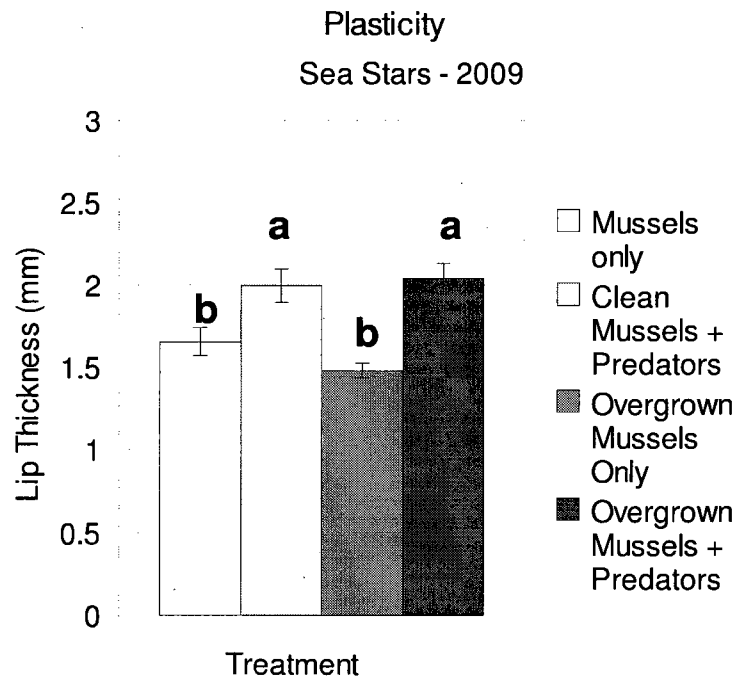 Plasticity
Sea Stars - 2009
3
2.5
2
1.5
1
0.5
0
Lip Thickness (mm)
b
a
b
a
Treatment
Mussels
only
Clean
Mussels +
Predators
Overgrown
Mussels
Only
Overgrown
Mussels +
Predators